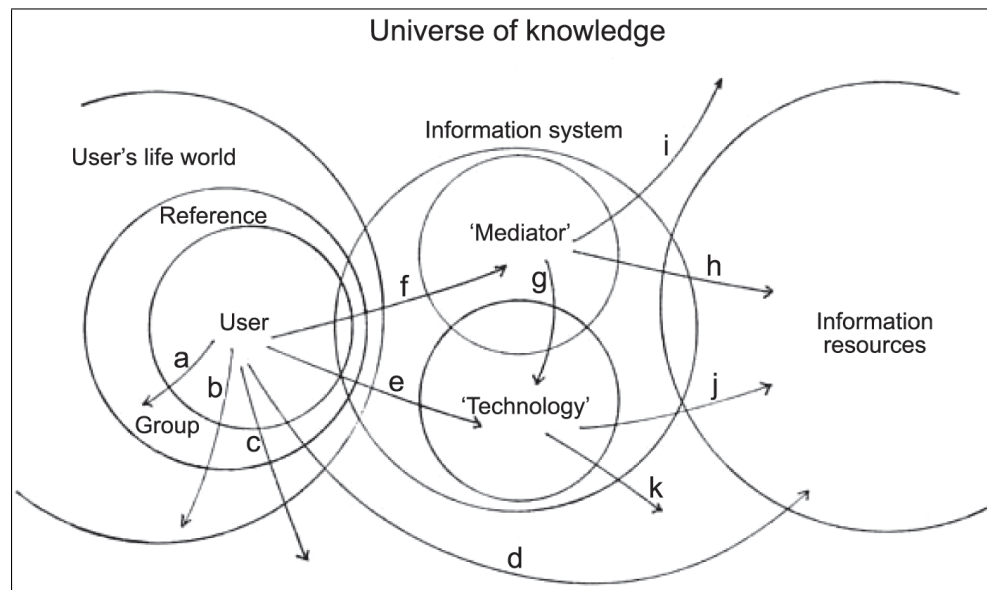 Universe of knowledge
Information system
i
User's life world
Reference
'Mediator'
h
g
f
User
Information
resources
a
b
e
j
'Technology'
Group
c
k
d